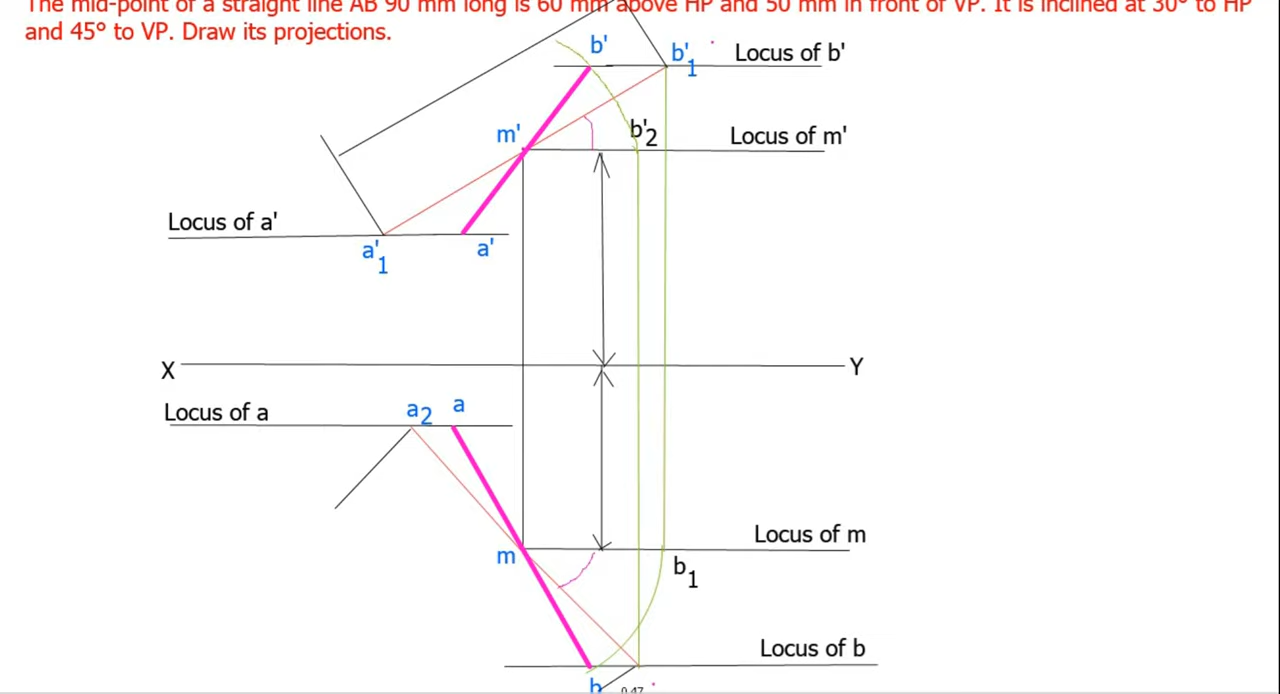 The mid-point of a straight line AB 90 mm long is 60 mm above HP and 50 mm in front of VP. It is inclined at 30° to HP
and 45° to VP. Draw its projections.
b'
b'1
Locus of b'
m'
b'2
Locus of m'
Locus of a'
a'1
a'
X
Y
Locus of a
a2
a
m
Locus of m
b1
Locus of b
b